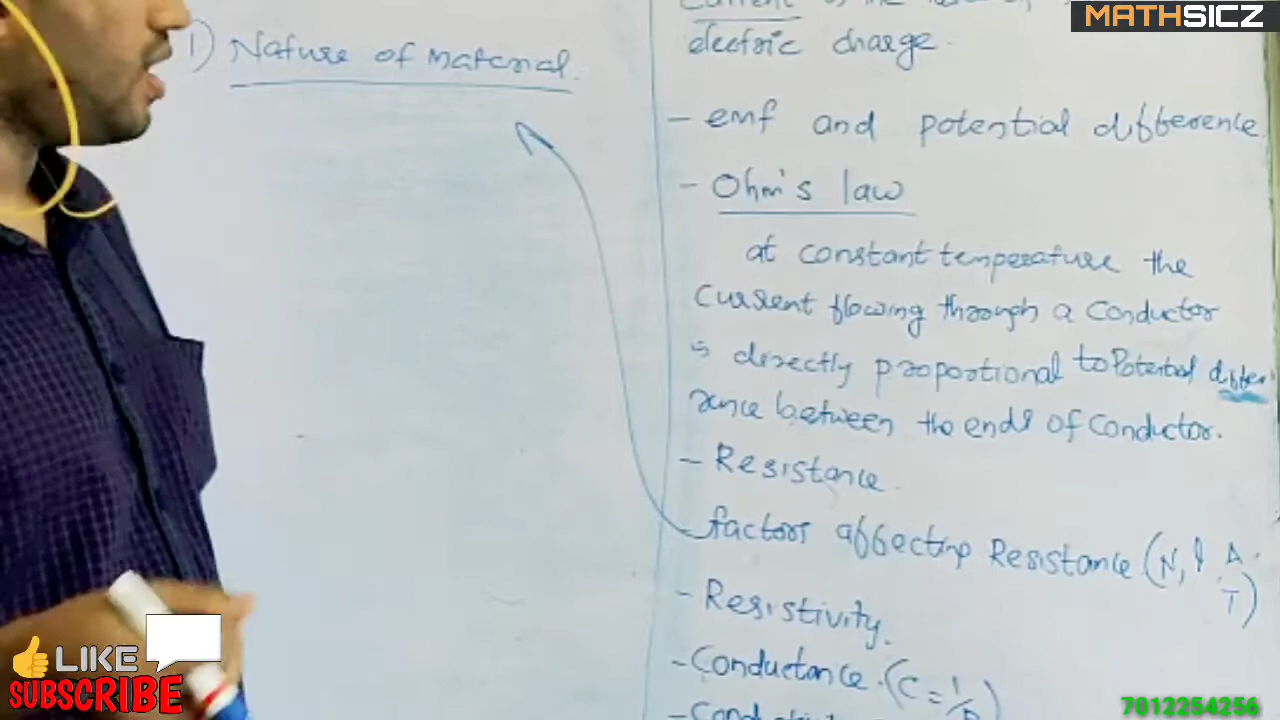 1) Nature of material.
electric charge.
- emf and potential difference
- Ohm's law
at constant temperature the
Current flowing through a conductor
is directly proportional to Potential differ-
rence between the ends of conductor.
- Resistance.
factors affecting Resistance (N, l A.
T)
- Resistivity.
- Conductance. (C = 1/R)
MATHSICZ
LIKE
SUBSCRIBE
7012254256